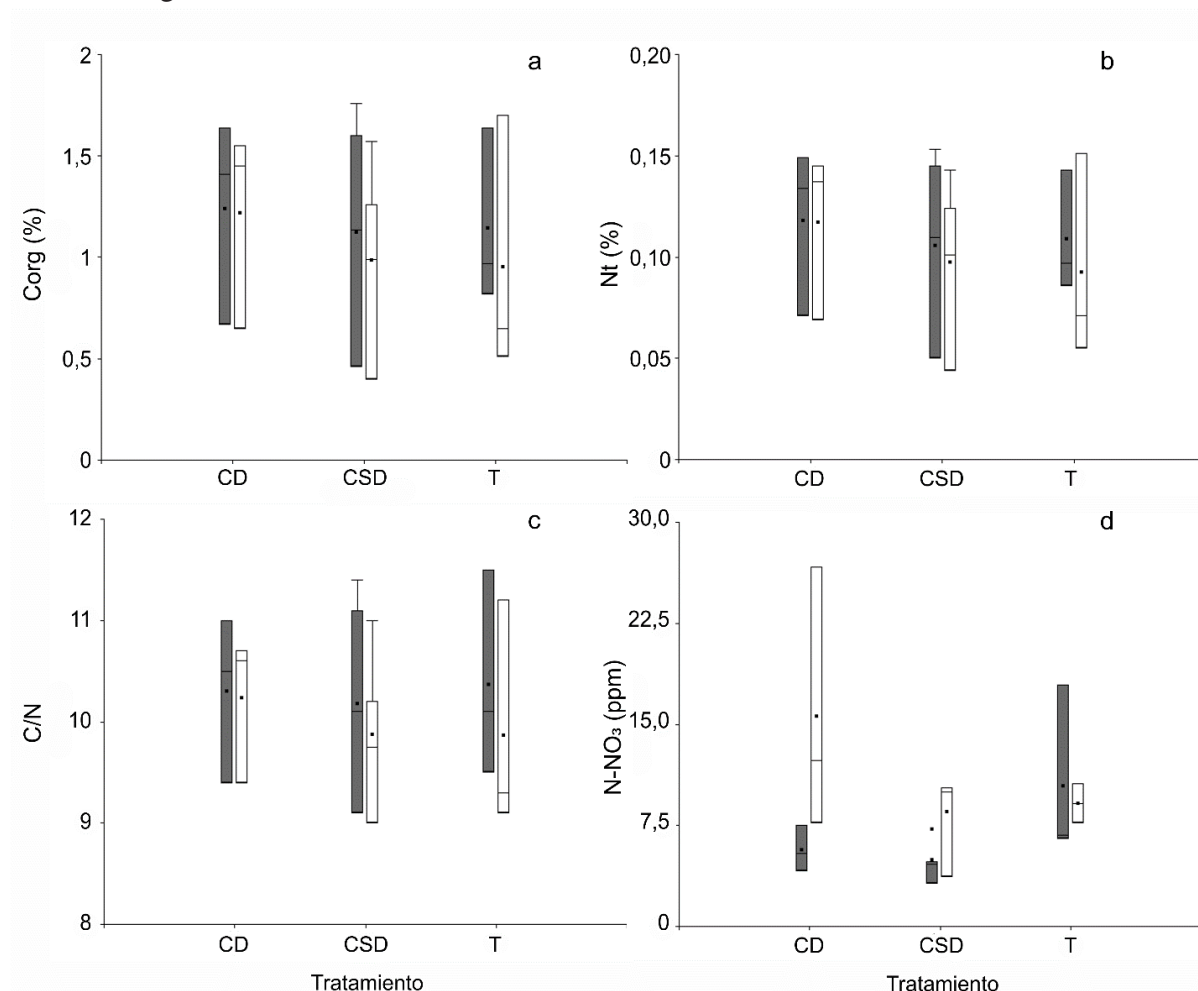 a
2
1,5
1
0,5
0
Corg (%)
CD CSD T
b
0,20
0,15
0,10
0,05
0
Nt (%)
CD CSD T
c
12
11
10
9
8
C/N
CD CSD T
Tratamiento
d
30,0
22,5
15,0
7,5
0
N-NO₃ (ppm)
CD CSD T
Tratamiento